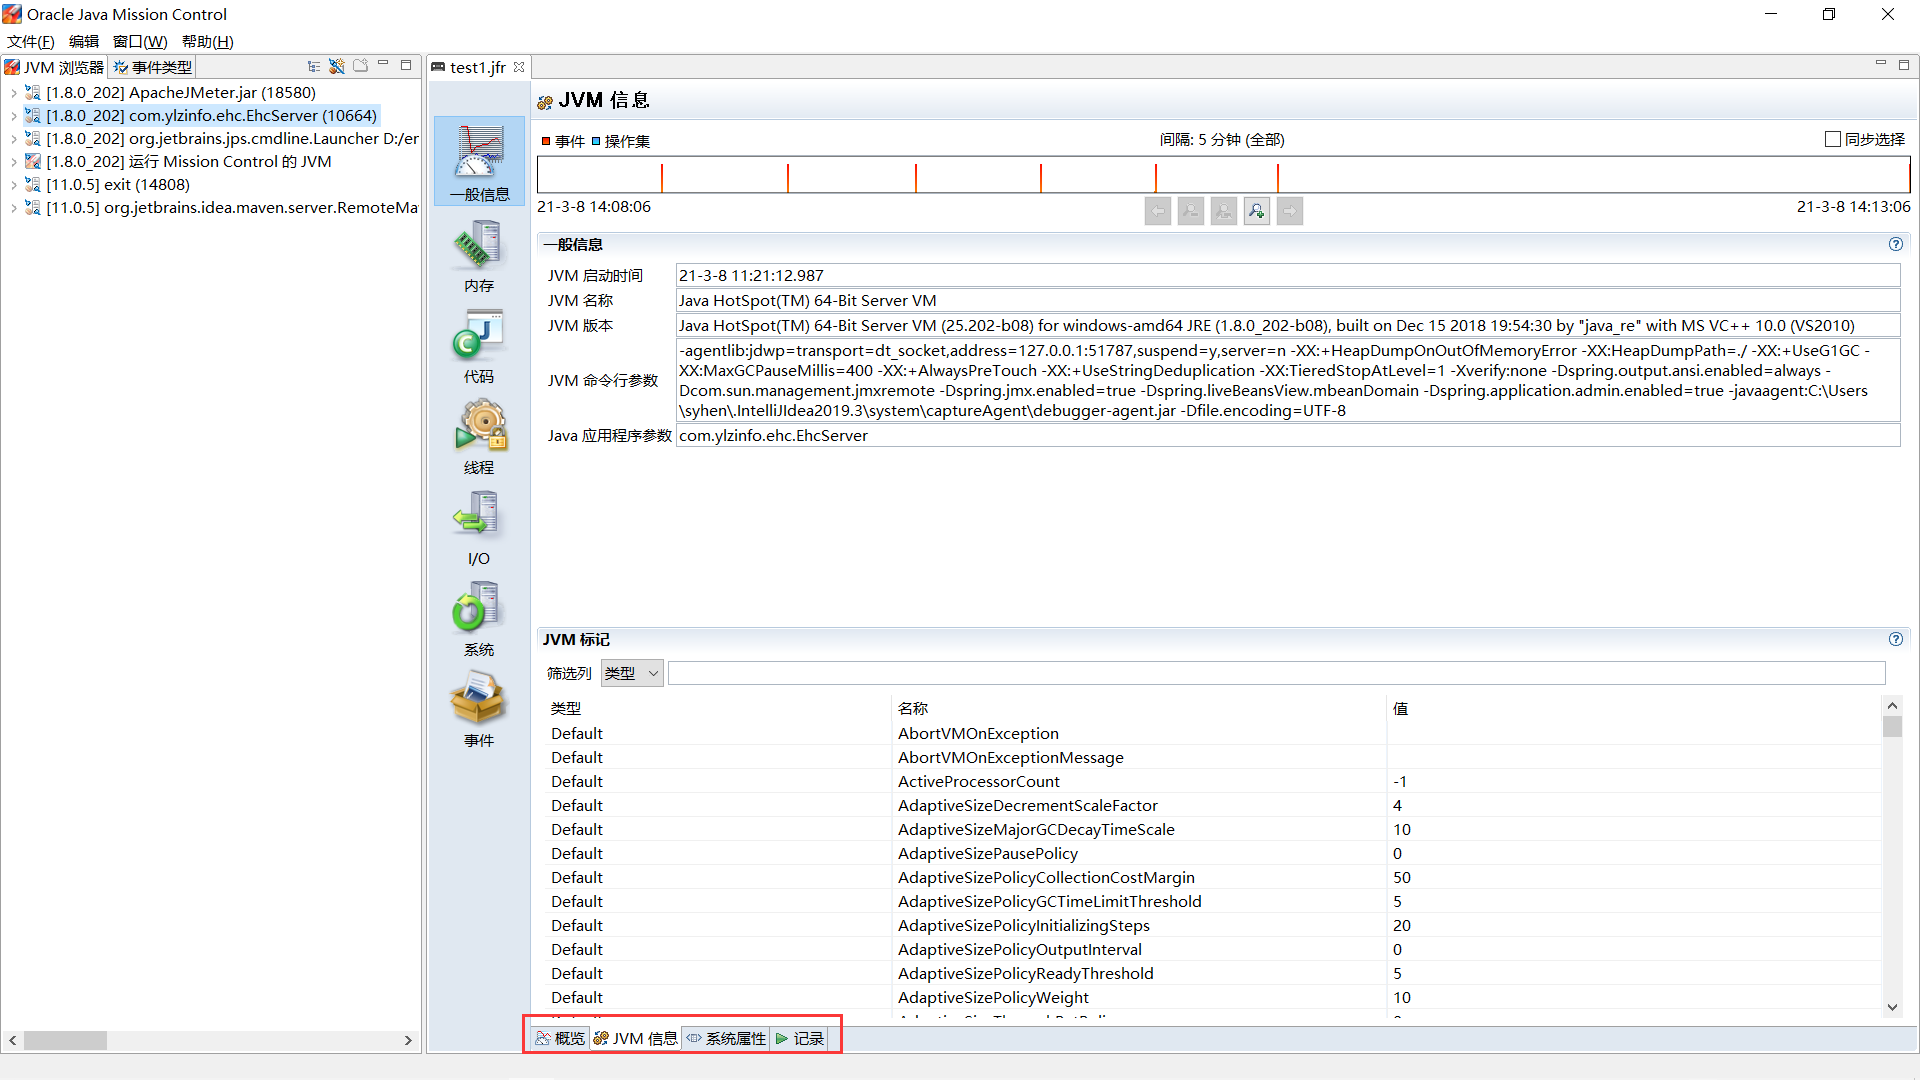 Oracle Java Mission Control
文件(F) 编辑 窗口(W) 帮助(H)
JVM 浏览器 事件类型
[1.8.0_202] ApacheJMeter.jar (18580)
[1.8.0_202] com.ylzinfo.ehc.EhcServer (10664)
[1.8.0_202] org.jetbrains.jps.cmdline.Launcher D:/er
[1.8.0_202] 运行 Mission Control 的 JVM
[11.0.5] exit (14808)
[11.0.5] org.jetbrains.idea.maven.server.RemoteMa
test1.jfr
一般信息
内存
代码
线程
I/O
系统
事件
JVM 信息
事件 操作集 间隔: 5 分钟 (全部) 同步选择
21-3-8 14:08:06 21-3-8 14:13:06
一般信息
JVM 启动时间 21-3-8 11:21:12.987
JVM 名称 Java HotSpot(TM) 64-Bit Server VM
JVM 版本 Java HotSpot(TM) 64-Bit Server VM (25.202-b08) for windows-amd64 JRE (1.8.0_202-b08), built on Dec 15 2018 19:54:30 by "java_re" with MS VC++ 10.0 (VS2010)
JVM 命令行参数
-agentlib:jdwp=transport=dt_socket,address=127.0.0.1:51787,suspend=y,server=n -XX:+HeapDumpOnOutOfMemoryError -XX:HeapDumpPath=./ -XX:+UseG1GC -
XX:MaxGCPauseMillis=400 -XX:+AlwaysPreTouch -XX:+UseStringDeduplication -XX:TieredStopAtLevel=1 -Xverify:none -Dspring.output.ansi.enabled=always -
Dcom.sun.management.jmxremote -Dspring.jmx.enabled=true -Dspring.liveBeansView.mbeanDomain -Dspring.application.admin.enabled=true -javaagent:C:\Users
\syhen\.IntelliJIdea2019.3\system\captureAgent\debugger-agent.jar -Dfile.encoding=UTF-8
Java 应用程序参数 com.ylzinfo.ehc.EhcServer
JVM 标记
筛选列 类型
类型 名称 值
Default AbortVMOnException
Default AbortVMOnExceptionMessage
Default ActiveProcessorCount -1
Default AdaptiveSizeDecrementScaleFactor 4
Default AdaptiveSizeMajorGCDecayTimeScale 10
Default AdaptiveSizePausePolicy 0
Default AdaptiveSizePolicyCollectionCostMargin 50
Default AdaptiveSizePolicyGCTimeLimitThreshold 5
Default AdaptiveSizePolicyInitializingSteps 20
Default AdaptiveSizePolicyOutputInterval 0
Default AdaptiveSizePolicyReadyThreshold 5
Default AdaptiveSizePolicyWeight 10
概览 JVM 信息 系统属性 记录